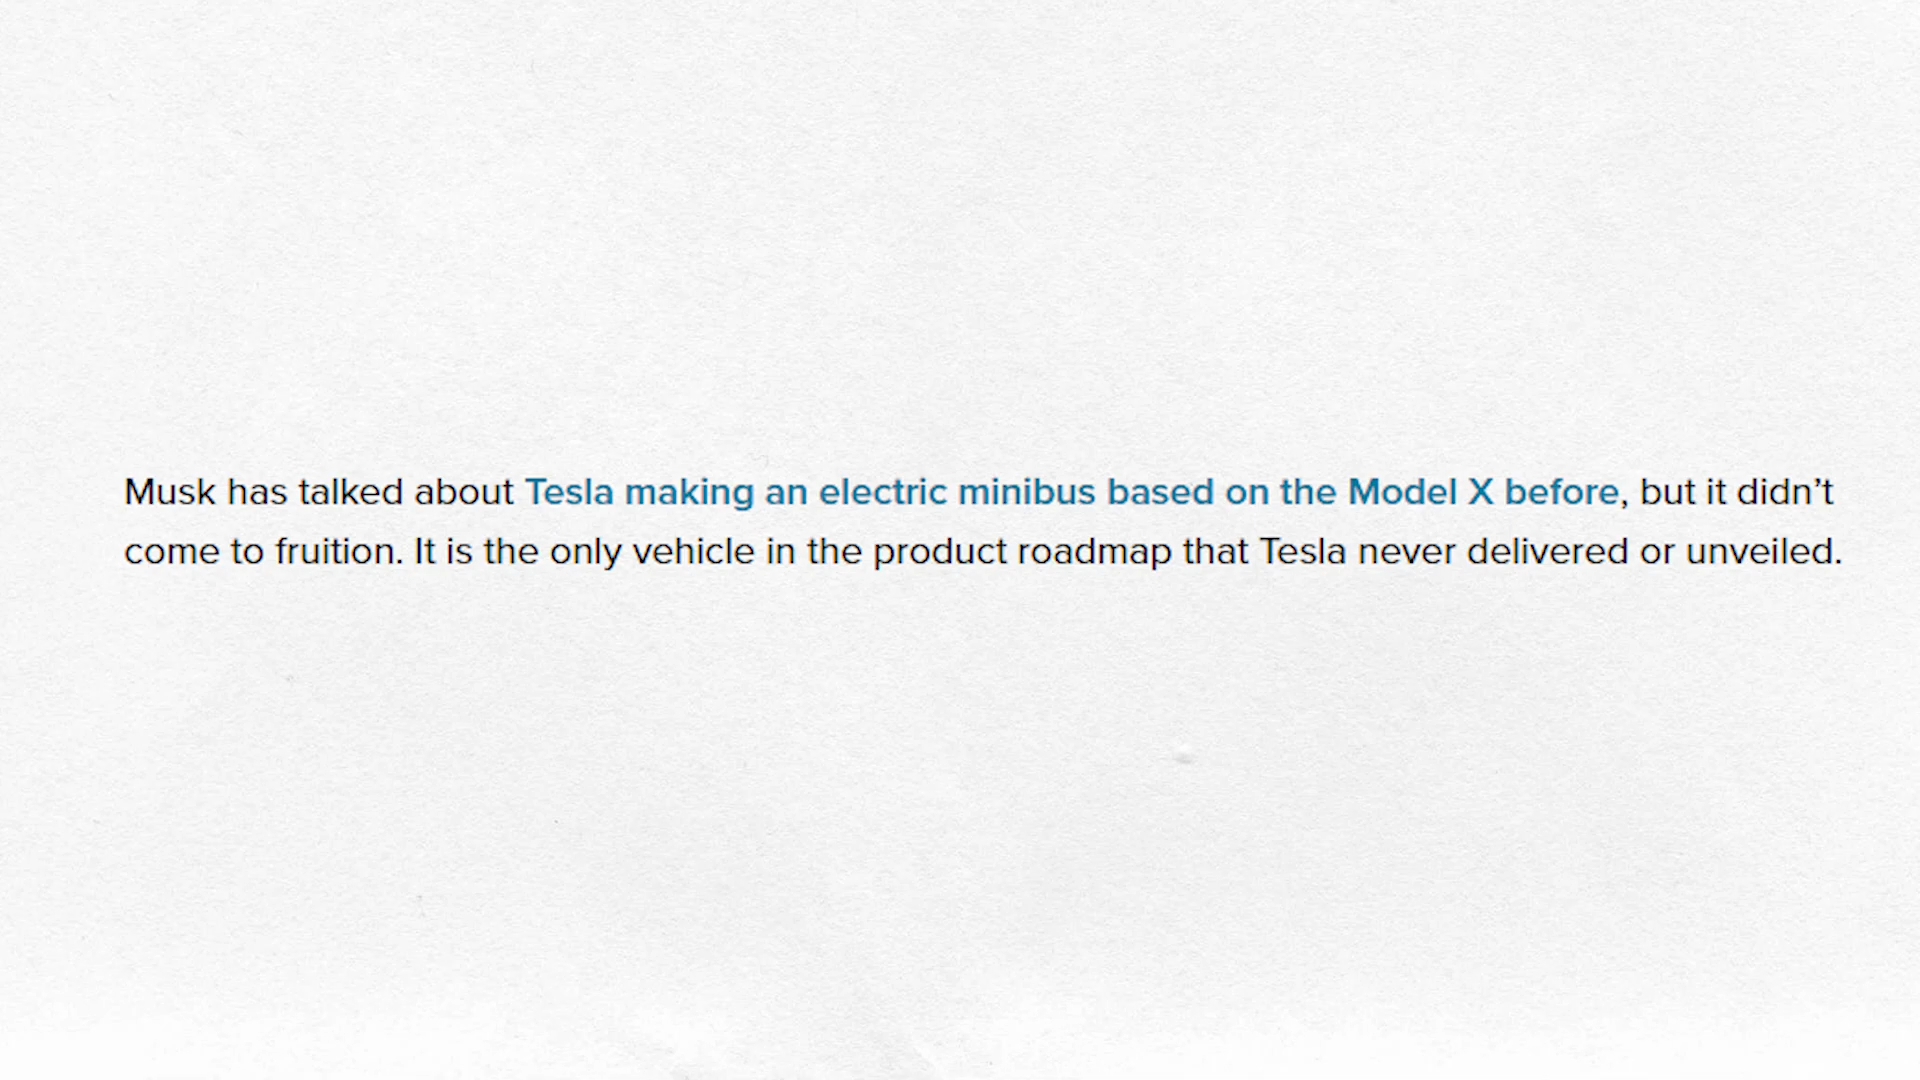 Musk has talked about Tesla making an electric minibus based on the Model X before, but it didn’t
come to fruition. It is the only vehicle in the product roadmap that Tesla never delivered or unveiled.